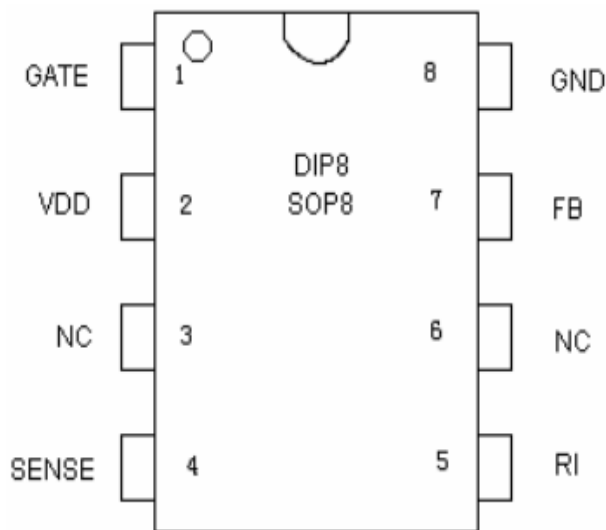 GATE 1 8 GND
DIP8
VDD 2 SOP8 7 FB
NC 3 6 NC
SENSE 4 5 RI